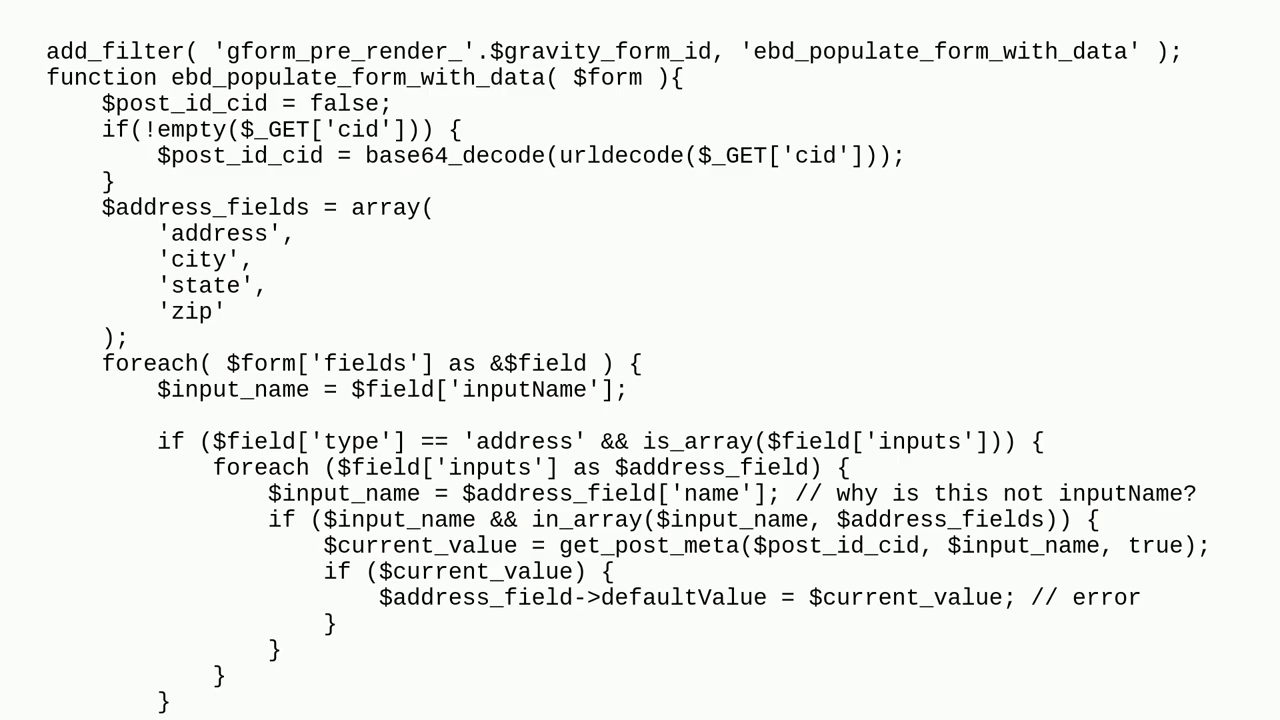 add_filter( 'gform_pre_render_'.$gravity_form_id, 'ebd_populate_form_with_data' );
function ebd_populate_form_with_data( $form ){
    $post_id_cid = false;
    if(!empty($_GET['cid'])) {
        $post_id_cid = base64_decode(urldecode($_GET['cid']));
    }
    $address_fields = array(
        'address',
        'city',
        'state',
        'zip'
    );
    foreach( $form['fields'] as &$field ) {
        $input_name = $field['inputName'];

        if ($field['type'] == 'address' && is_array($field['inputs'])) {
            foreach ($field['inputs'] as $address_field) {
                $input_name = $address_field['name']; // why is this not inputName?
                if ($input_name && in_array($input_name, $address_fields)) {
                    $current_value = get_post_meta($post_id_cid, $input_name, true);
                    if ($current_value) {
                        $address_field->defaultValue = $current_value; // error
                    }
                }
            }
        }